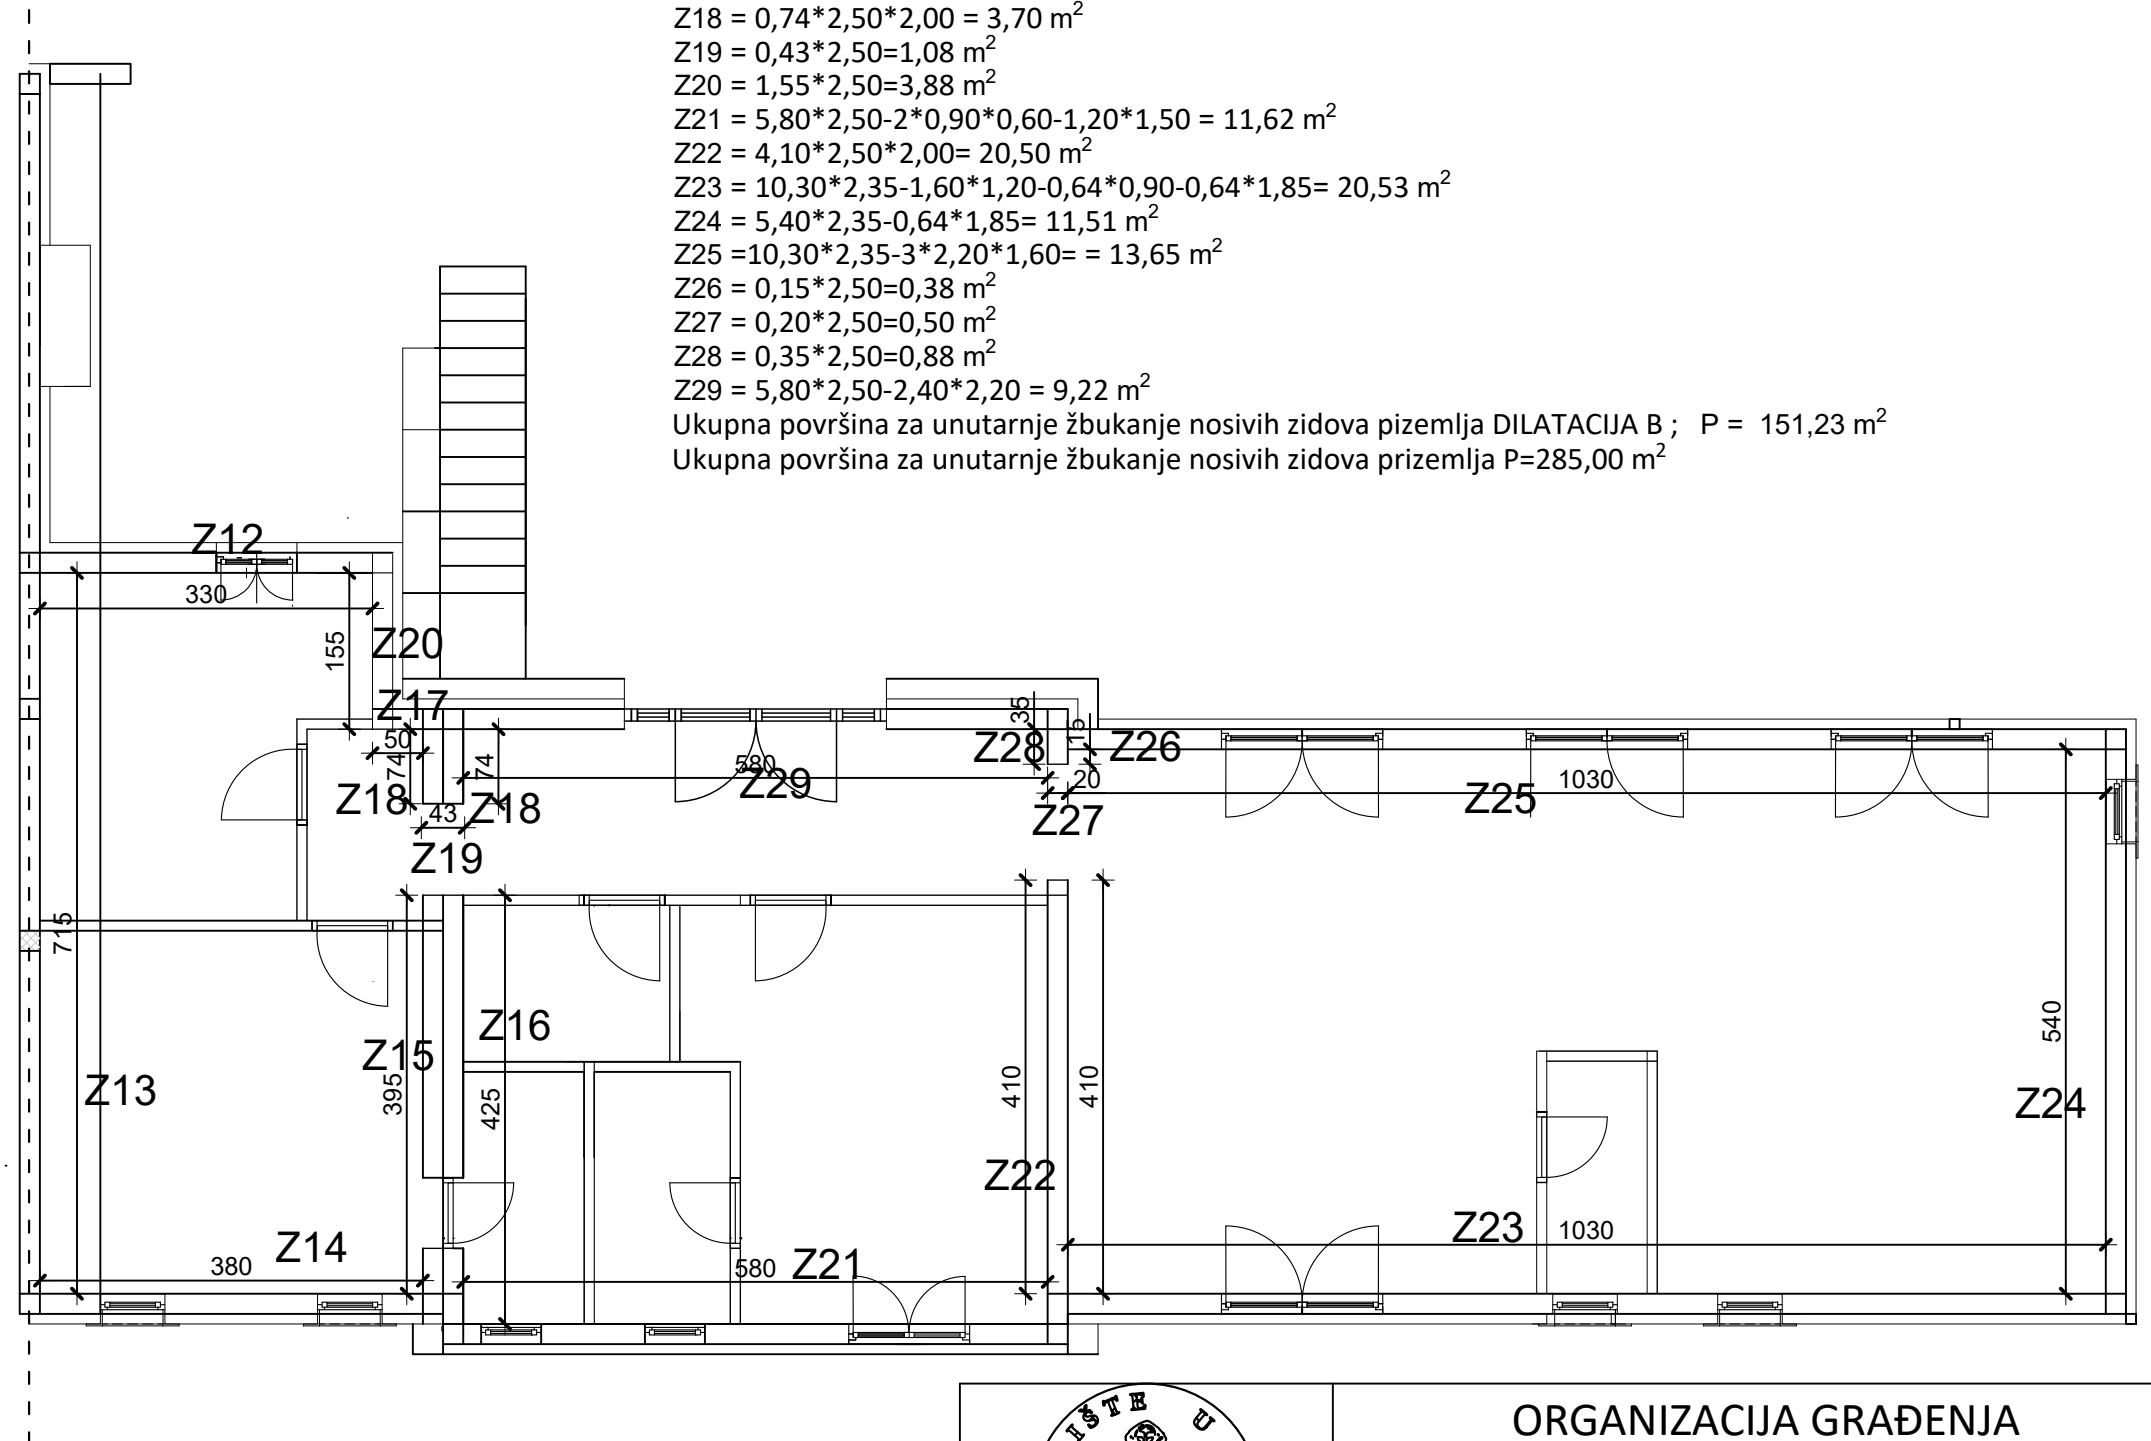 Z18 = 0,74*2,50*2,00 = 3,70 m²
Z19 = 0,43*2,50=1,08 m²
Z20 = 1,55*2,50=3,88 m²
Z21 = 5,80*2,50-2*0,90*0,60-1,20*1,50 = 11,62 m²
Z22 = 4,10*2,50*2,00= 20,50 m²
Z23 = 10,30*2,35-1,60*1,20-0,64*0,90-0,64*1,85= 20,53 m²
Z24 = 5,40*2,35-0,64*1,85= 11,51 m²
Z25 =10,30*2,35-3*2,20*1,60= = 13,65 m²
Z26 = 0,15*2,50=0,38 m²
Z27 = 0,20*2,50=0,50 m²
Z28 = 0,35*2,50=0,88 m²
Z29 = 5,80*2,50-2,40*2,20 = 9,22 m²
Ukupna površina za unutarnje žbukanje nosivih zidova pizemlja DILATACIJA B ; P = 151,23 m²
Ukupna površina za unutarnje žbukanje nosivih zidova prizemlja P=285,00 m²
Z12
330
155
Z20
Z17
35
50
15
Z28
Z26
74
74
580
Z29
20
1030
Z25
Z18
43
Z18
Z27
Z19
715
Z16
540
Z15
Z13
395
425
410
410
Z24
Z22
Z14
Z23
1030
380
580
Z21
IŠTE U
ORGANIZACIJA GRAĐENJA